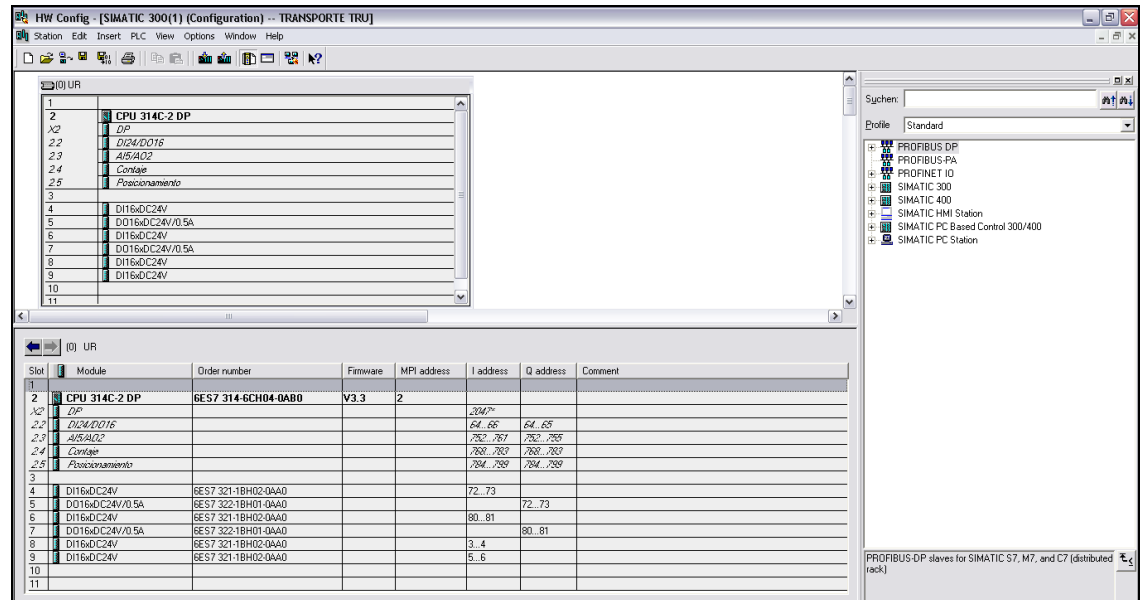 HW Config - [SIMATIC 300(1) (Configuration) -- TRANSPORTE TRU]
Station Edit Insert PLC View Options Window Help
(0) UR
1
2 CPU 314C-2 DP
X2 DP
2.2 DI24/DO16
2.3 AI5/AO2
2.4 Contaje
2.5 Posicionamiento
3
4 DI16xDC24V
5 DO16xDC24V/0.5A
6 DI16xDC24V
7 DO16xDC24V/0.5A
8 DI16xDC24V
9 DI16xDC24V
10
11
Suchen:
Profile Standard
PROFIBUS DP
PROFIBUS-PA
PROFINET IO
SIMATIC 300
SIMATIC 400
SIMATIC HMI Station
SIMATIC PC Based Control 300/400
SIMATIC PC Station
(0) UR
Slot Module Order number Firmware MPI address I address Q address Comment
1
2 CPU 314C-2 DP 6ES7 314-6CH04-0AB0 V3.3 2
X2 DP 2047*
2.2 DI24/DO16 64...66 64...65
2.3 AI5/AO2 752...761 752...755
2.4 Contaje 768...783 768...783
2.5 Posicionamiento 784...799 784...799
3
4 DI16xDC24V 6ES7 321-1BH02-0AA0 72...73
5 DO16xDC24V/0.5A 6ES7 322-1BH01-0AA0 72...73
6 DI16xDC24V 6ES7 321-1BH02-0AA0 80...81
7 DO16xDC24V/0.5A 6ES7 322-1BH01-0AA0 80...81
8 DI16xDC24V 6ES7 321-1BH02-0AA0 3...4
9 DI16xDC24V 6ES7 321-1BH02-0AA0 5...6
10
11
PROFIBUS-DP slaves for SIMATIC S7, M7, and C7 (distributed
rack)